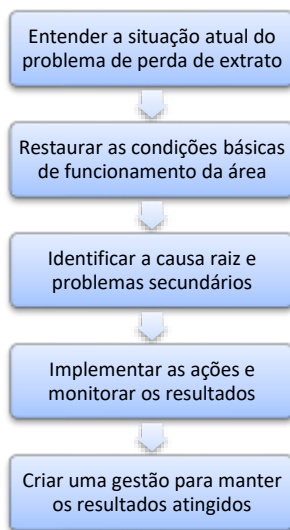 Entender a situação atual do
problema de perda de extrato
Restaurar as condições básicas
de funcionamento da área
Identificar a causa raiz e
problemas secundários
Implementar as ações e
monitorar os resultados
Criar uma gestão para manter
os resultados atingidos